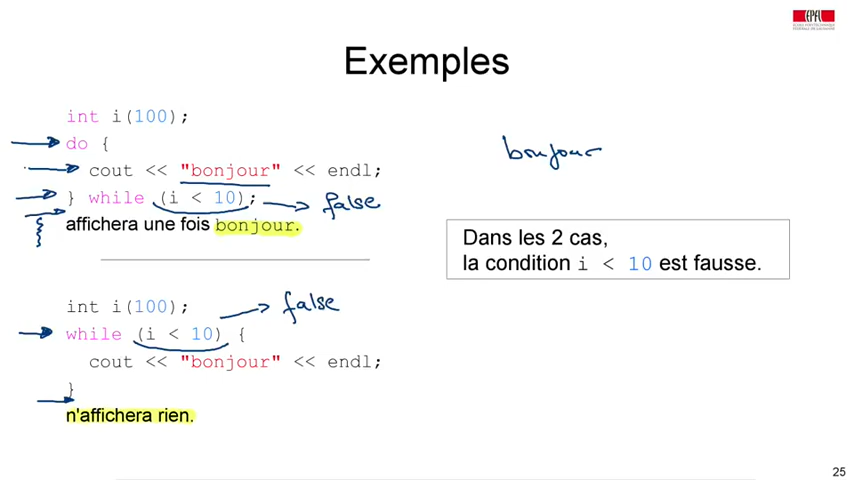 EPFL
Exemples
int i(100);
do {
cout << "bonjour" << endl;
} while (i < 10);
false
affichera une fois bonjour.
bonjour
Dans les 2 cas,
la condition i < 10 est fausse.
int i(100);
false
while (i < 10) {
cout << "bonjour" << endl;
}
n'affichera rien.
25